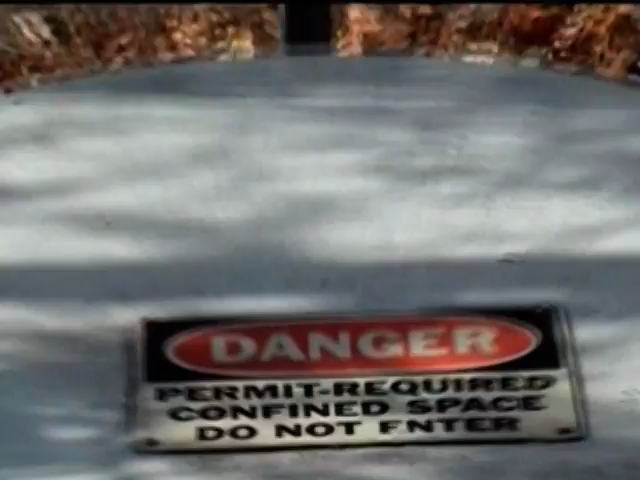 DANGER
PERMIT-REQUIRED
CONFINED SPACE
DO NOT ENTER